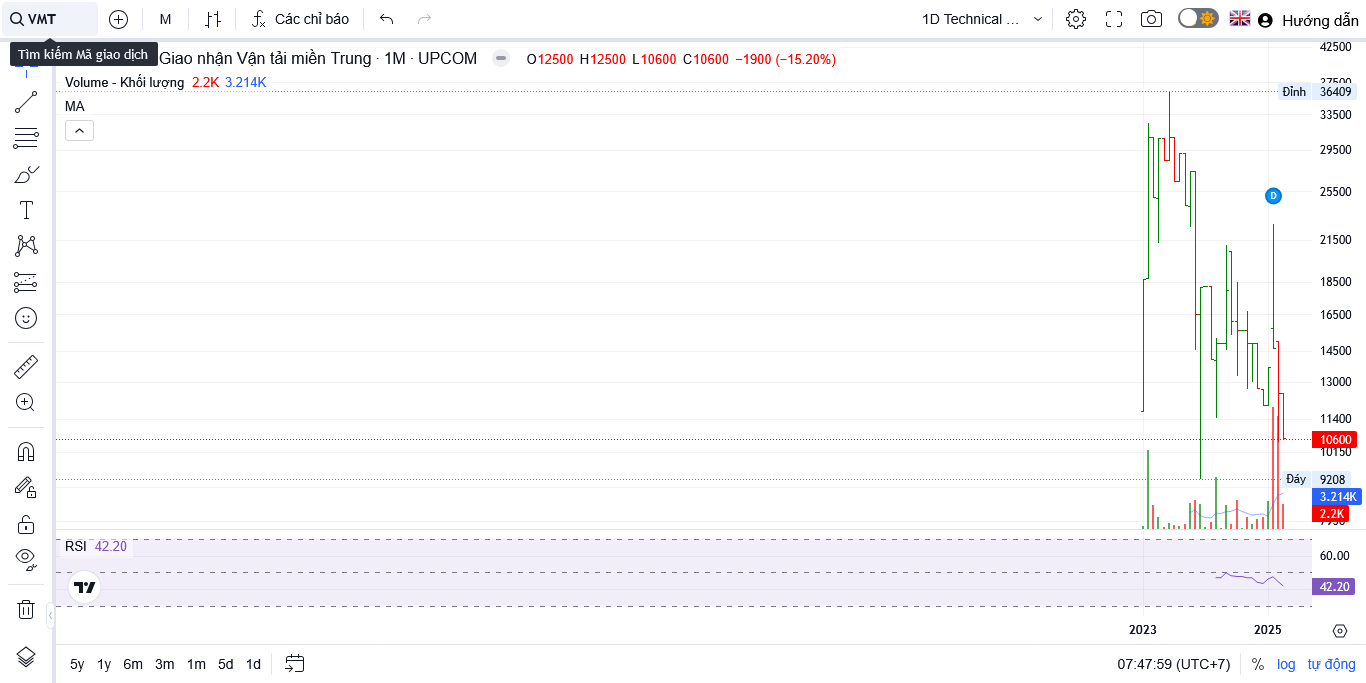 VMT
M
Các chỉ báo
1D Technical ...
Hướng dẫn
Tìm kiếm Mã giao dịch
Giao nhận Vận tải miền Trung · 1M · UPCOM
O12500 H12500 L10600 C10600 −1900 (−15.20%)
Volume - Khối lượng 2.2K 3.214K
MA
42500
37500
Đỉnh 36409
33500
29500
25500
D
21500
18500
16500
14500
13000
11400
10600
10150
Đáy 9208
3.214K
2.2K
7950
RSI 42.20
60.00
42.20
2023
2025
5y 1y 6m 3m 1m 5d 1d
07:47:59 (UTC+7)
% log tự động